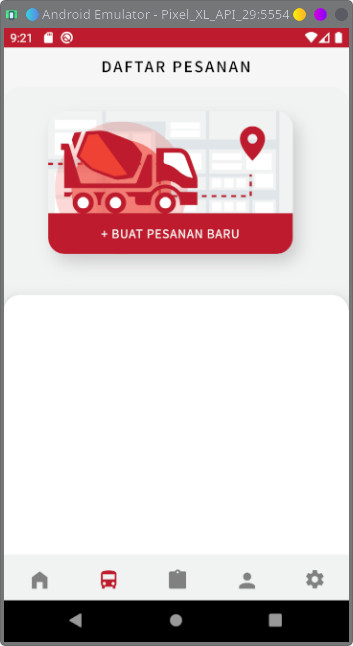 Android Emulator - Pixel_XL_API_29:5554
9:21
DAFTAR PESANAN
+ BUAT PESANAN BARU